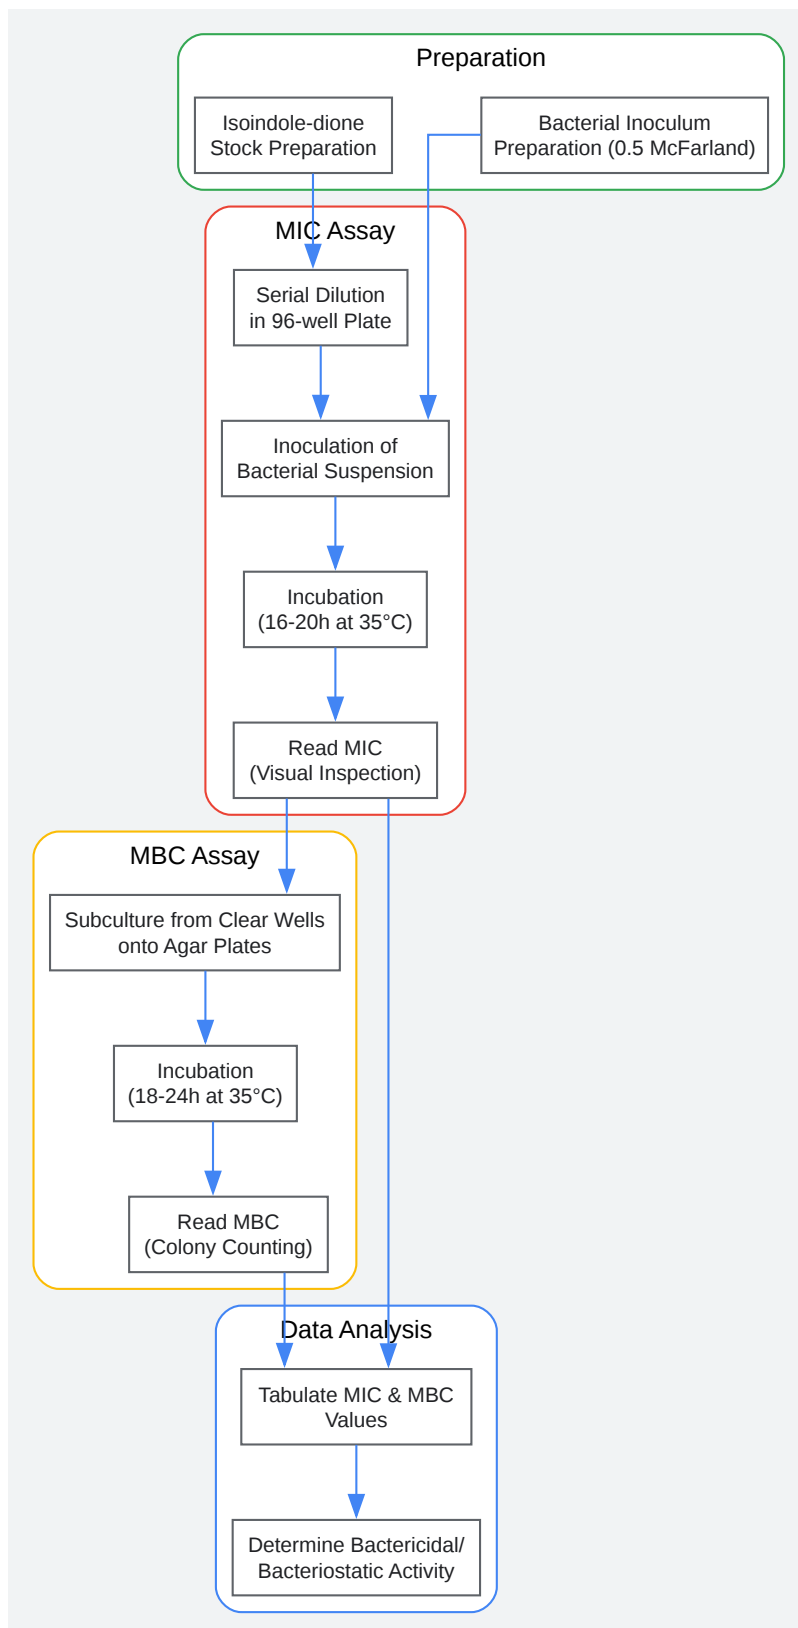 Preparation
Isoindole-dione
Stock Preparation
Bacterial Inoculum
Preparation (0.5 McFarland)
MIC Assay
Serial Dilution
in 96-well Plate
Inoculation of
Bacterial Suspension
Incubation
(16-20h at 35°C)
Read MIC
(Visual Inspection)
MBC Assay
Subculture from Clear Wells
onto Agar Plates
Incubation
(18-24h at 35°C)
Read MBC
(Colony Counting)
Data Analysis
Tabulate MIC & MBC
Values
Determine Bactericidal/
Bacteriostatic Activity